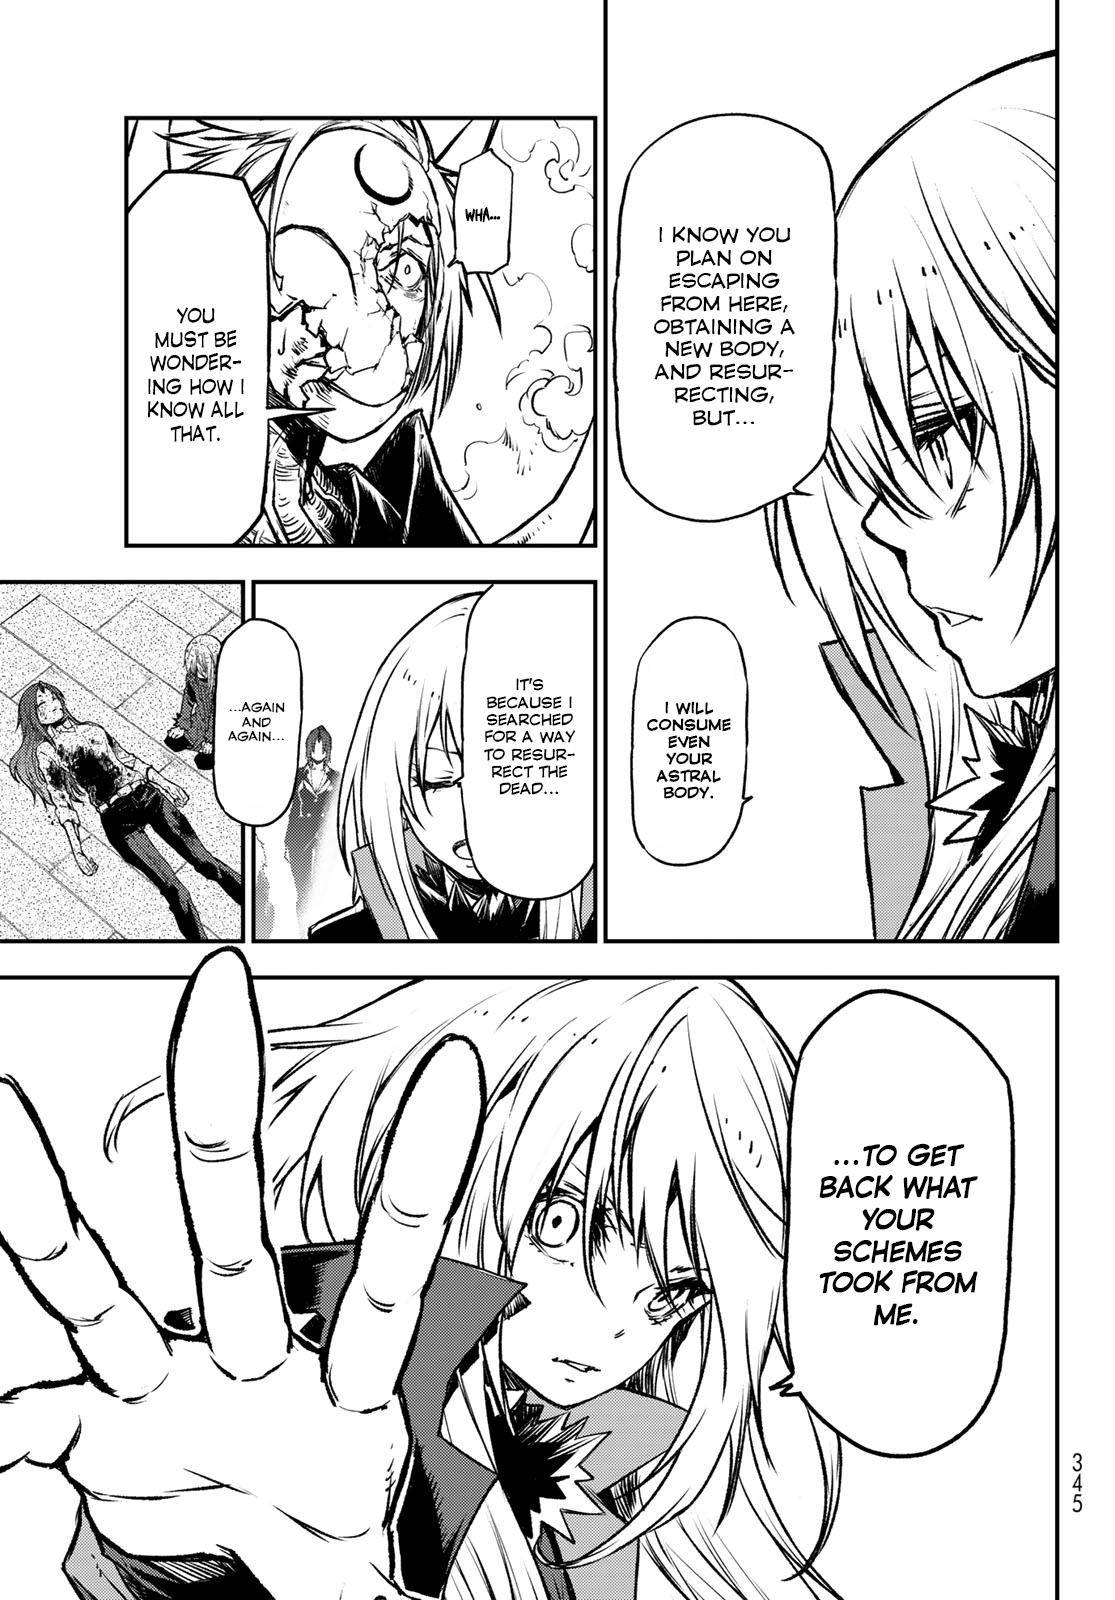 I KNOW YOU
PLAN ON
ESCAPING
FROM HERE,
OBTAINING A
NEW BODY,
AND RESUR-
RECTING,
BUT...
I WILL
CONSUME
EVEN
YOUR
ASTRAL
BODY.
WHA...
YOU
MUST BE
WONDER-
ING HOW I
KNOW ALL
THAT.
IT'S
BECAUSE I
SEARCHED
FOR A WAY
TO RESUR-
RECT THE
DEAD...
...AGAIN
AND
AGAIN...
...TO GET
BACK WHAT
YOUR
SCHEMES
TOOK FROM
ME.
345